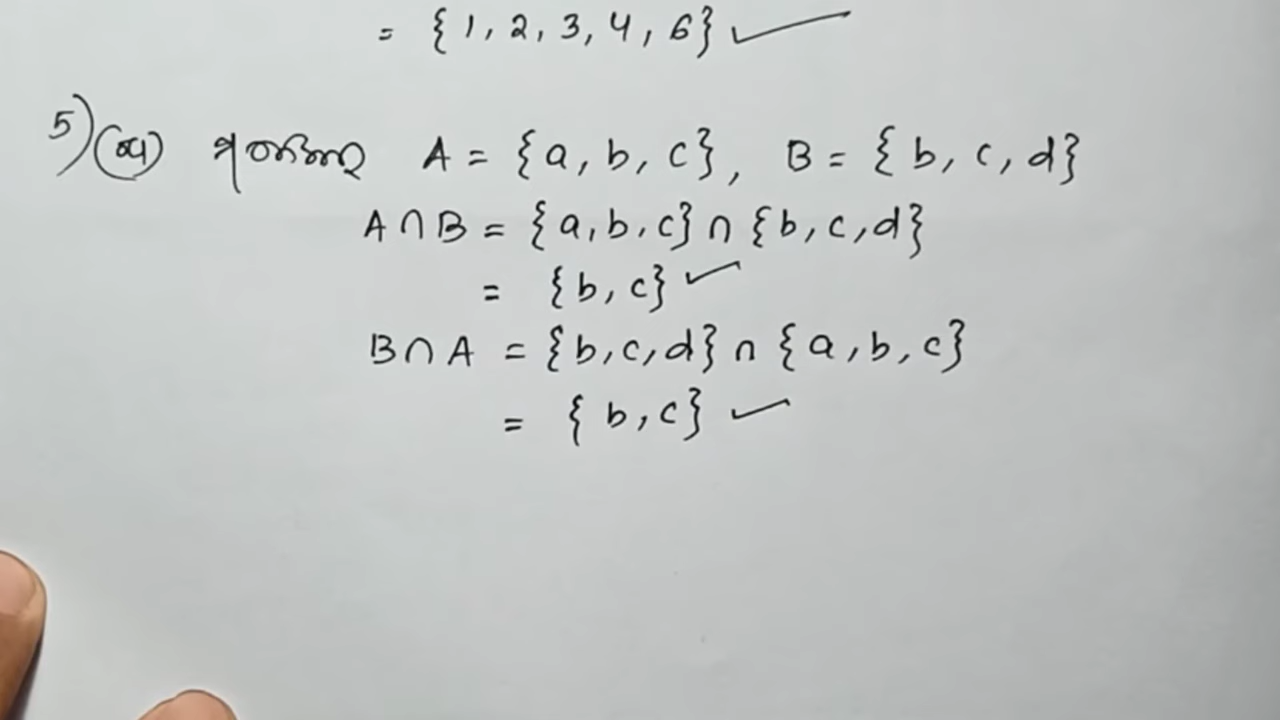 = {1, 2, 3, 4, 6}
5) A = {a, b, c}, B = {b, c, d}
A∩B = {a, b, c} ∩ {b, c, d}
= {b, c}
B∩A = {b, c, d} ∩ {a, b, c}
= {b, c}